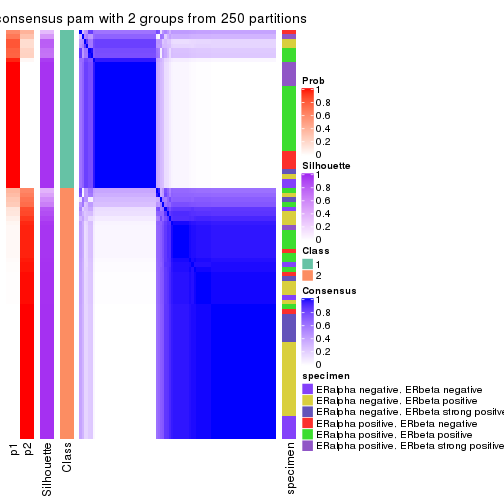 consensus pam with 2 groups from 250 partitions
Prob
1
0.8
0.6
0.4
0.2
0
Silhouette
1
0.8
0.6
0.4
0.2
0
Class
1
2
Consensus
1
0.8
0.6
0.4
0.2
0
specimen
ERalpha negative. ERbeta negative
ERalpha negative. ERbeta positive
ERalpha negative. ERbeta strong positive
ERalpha positive. ERbeta negative
ERalpha positive. ERbeta positive
ERalpha positive. ERbeta strong positive
p1
p2
Silhouette
Class
specimen